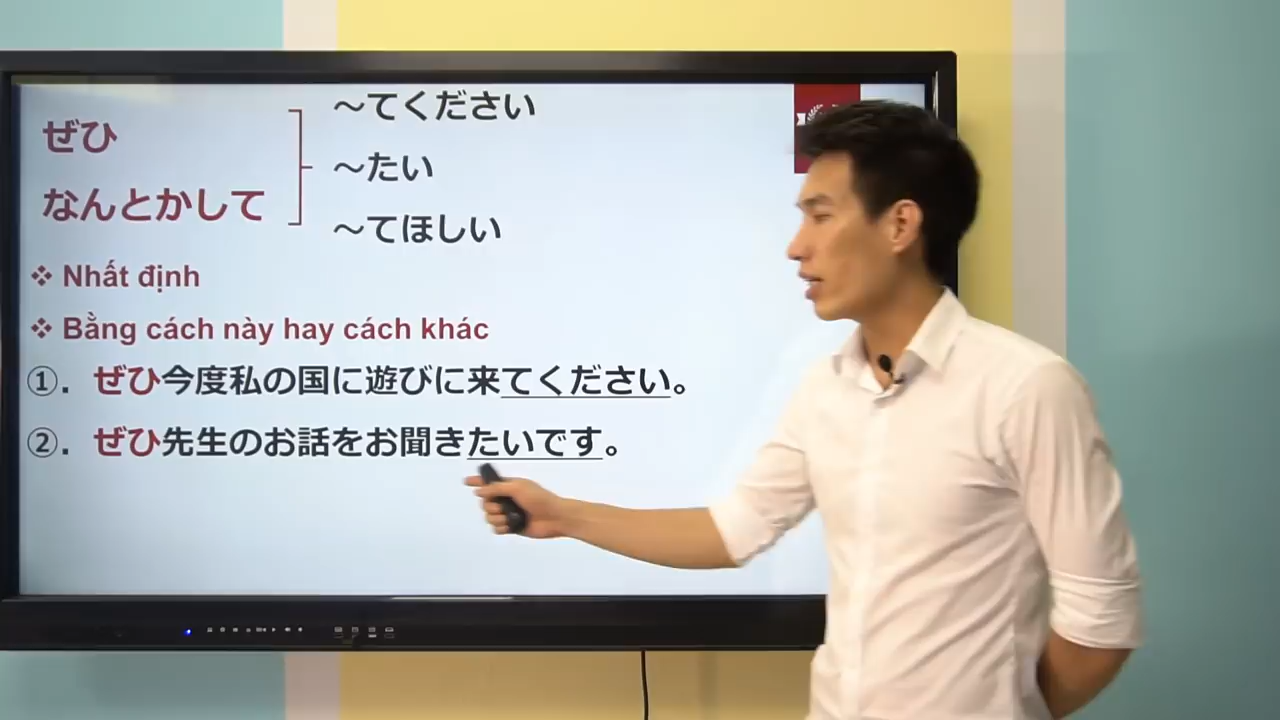 ぜひ
なんとかして
～てください
～たい
～てほしい
❖ Nhất định
❖ Bằng cách này hay cách khác
①．ぜひ今度私の国に遊びに来てください。
②．ぜひ先生のお話をお聞きたいです。